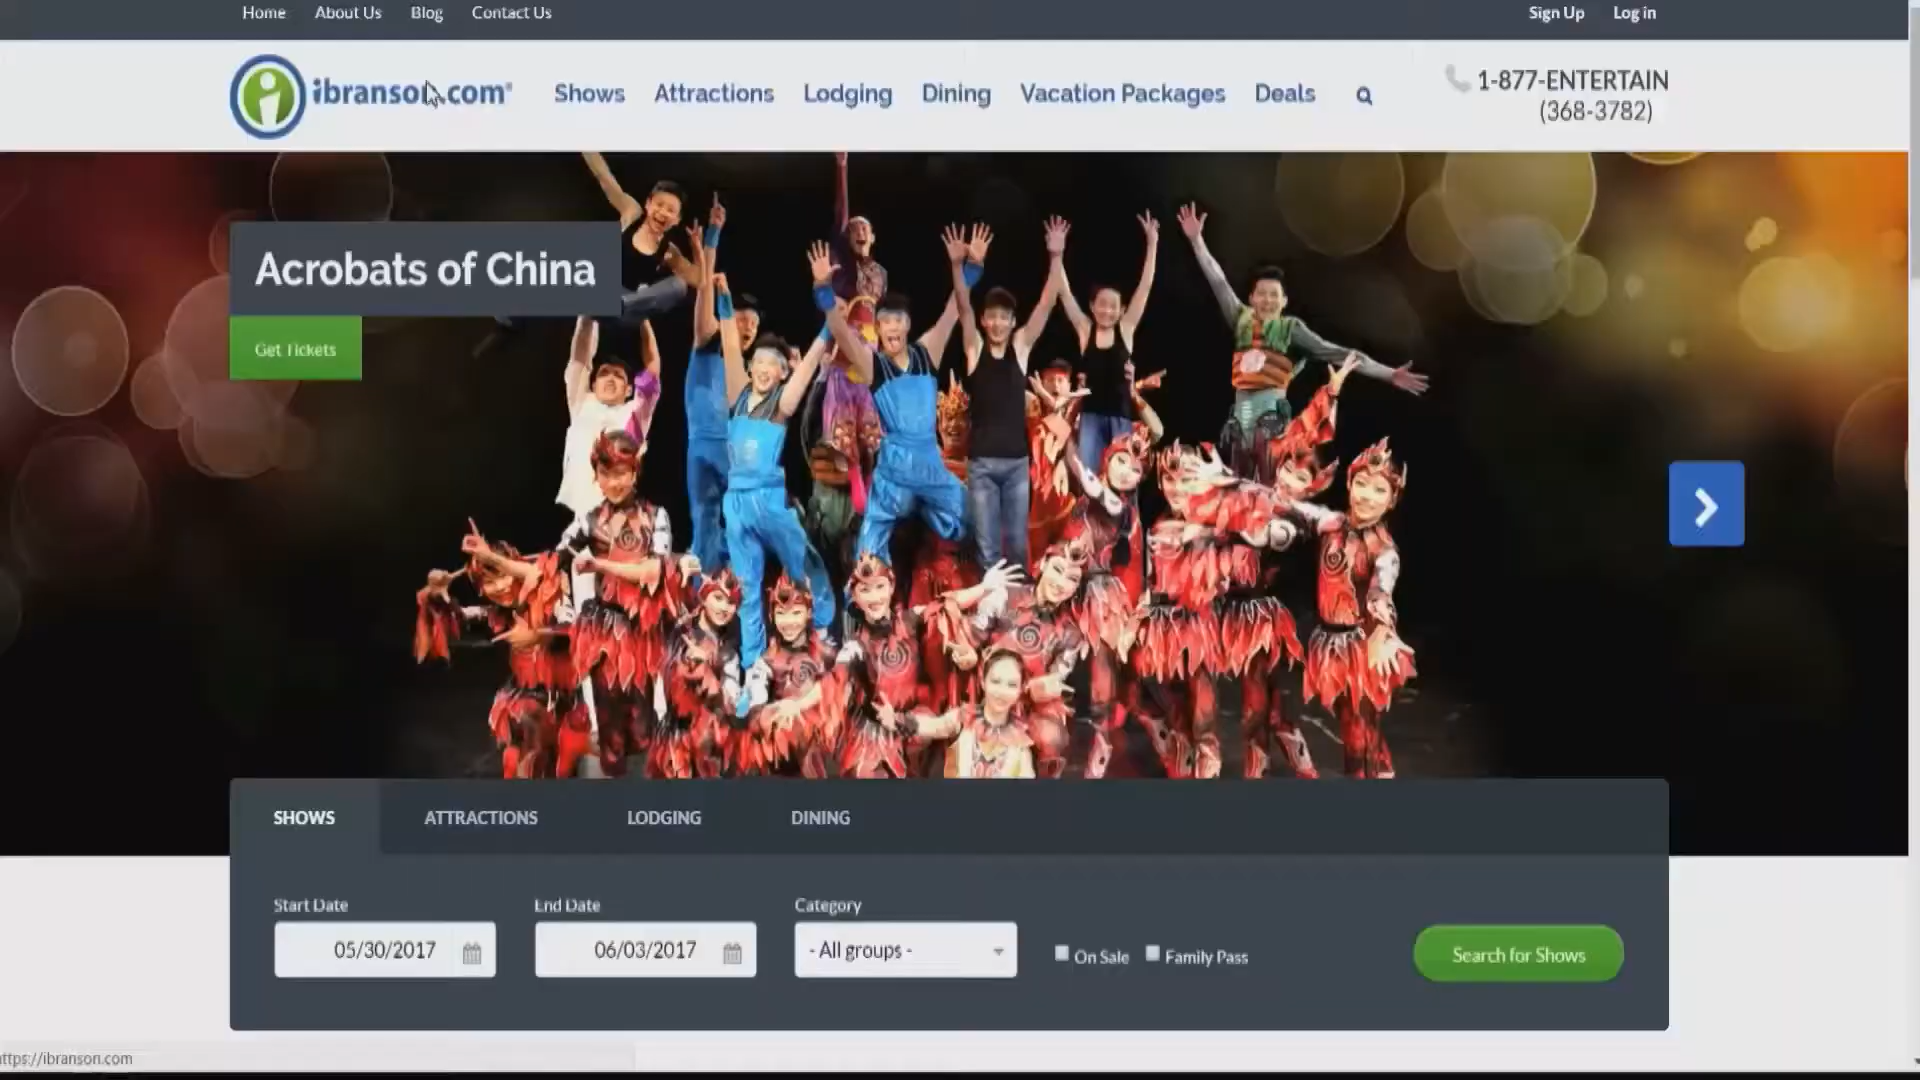 Home About Us Blog Contact Us Sign Up Log in
ibranson.com Shows Attractions Lodging Dining Vacation Packages Deals 1-877-ENTERTAIN
(368-3782)
Acrobats of China
Get Tickets
SHOWS ATTRACTIONS LODGING DINING
Start Date End Date Category
05/30/2017 06/03/2017 - All groups - On Sale Family Pass Search for Shows
ttps://ibranson.com